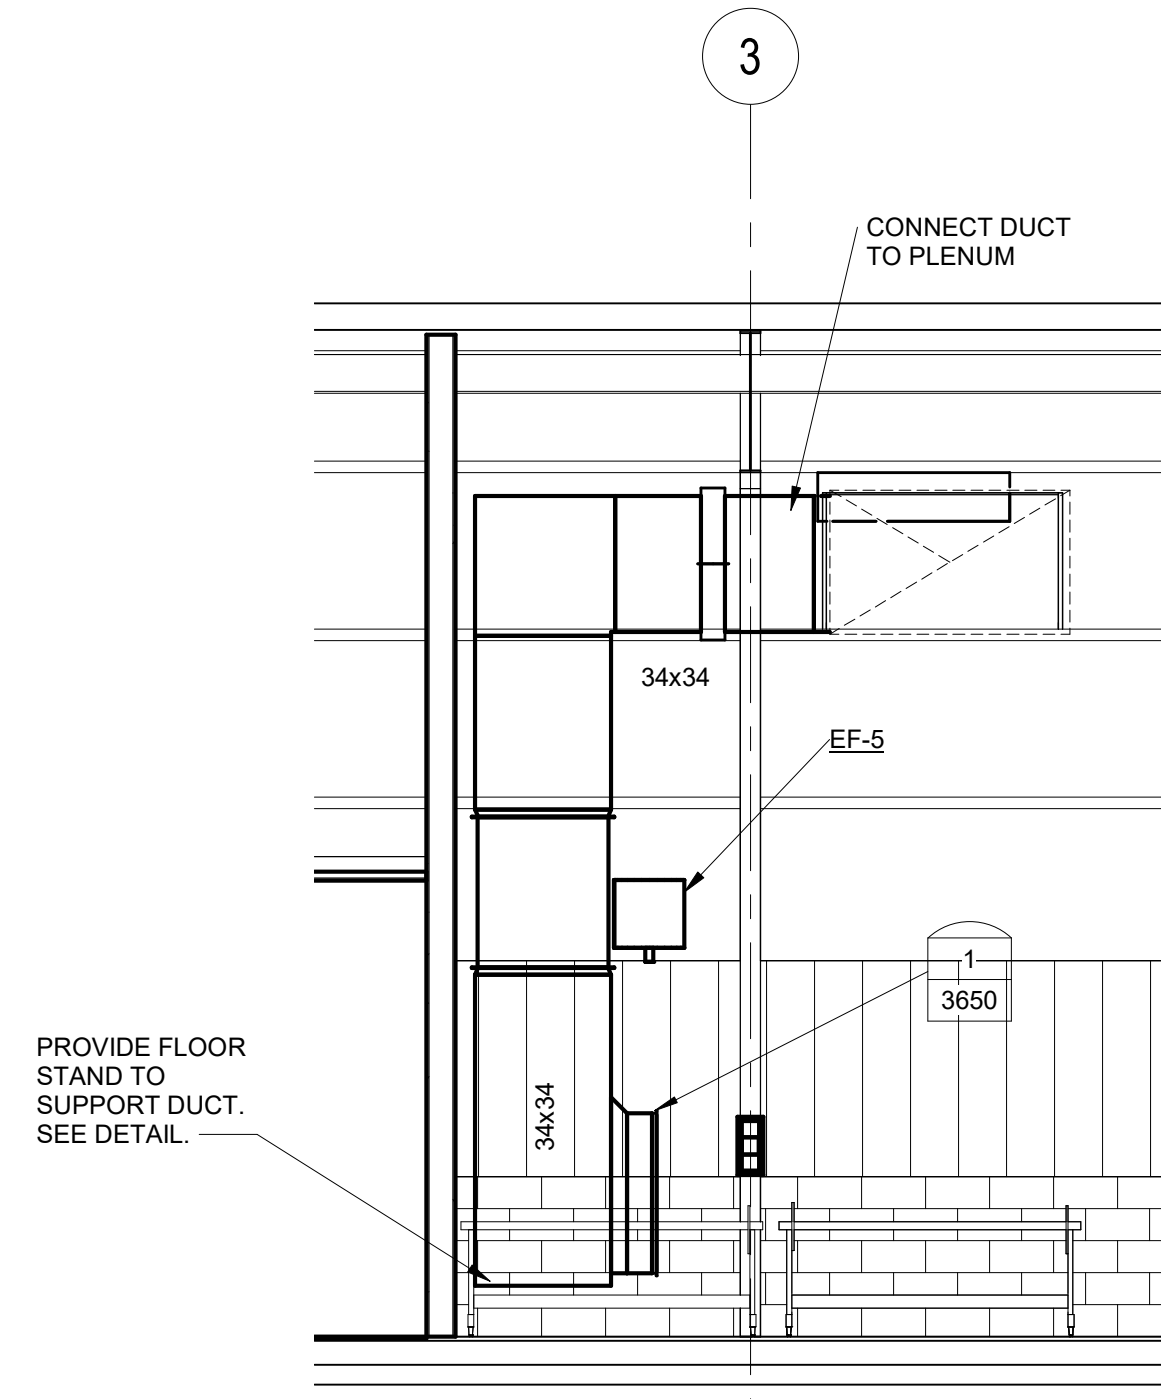 3
CONNECT DUCT
TO PLENUM
34x34
EF-5
1
3650
PROVIDE FLOOR
STAND TO
SUPPORT DUCT.
SEE DETAIL.
34x34